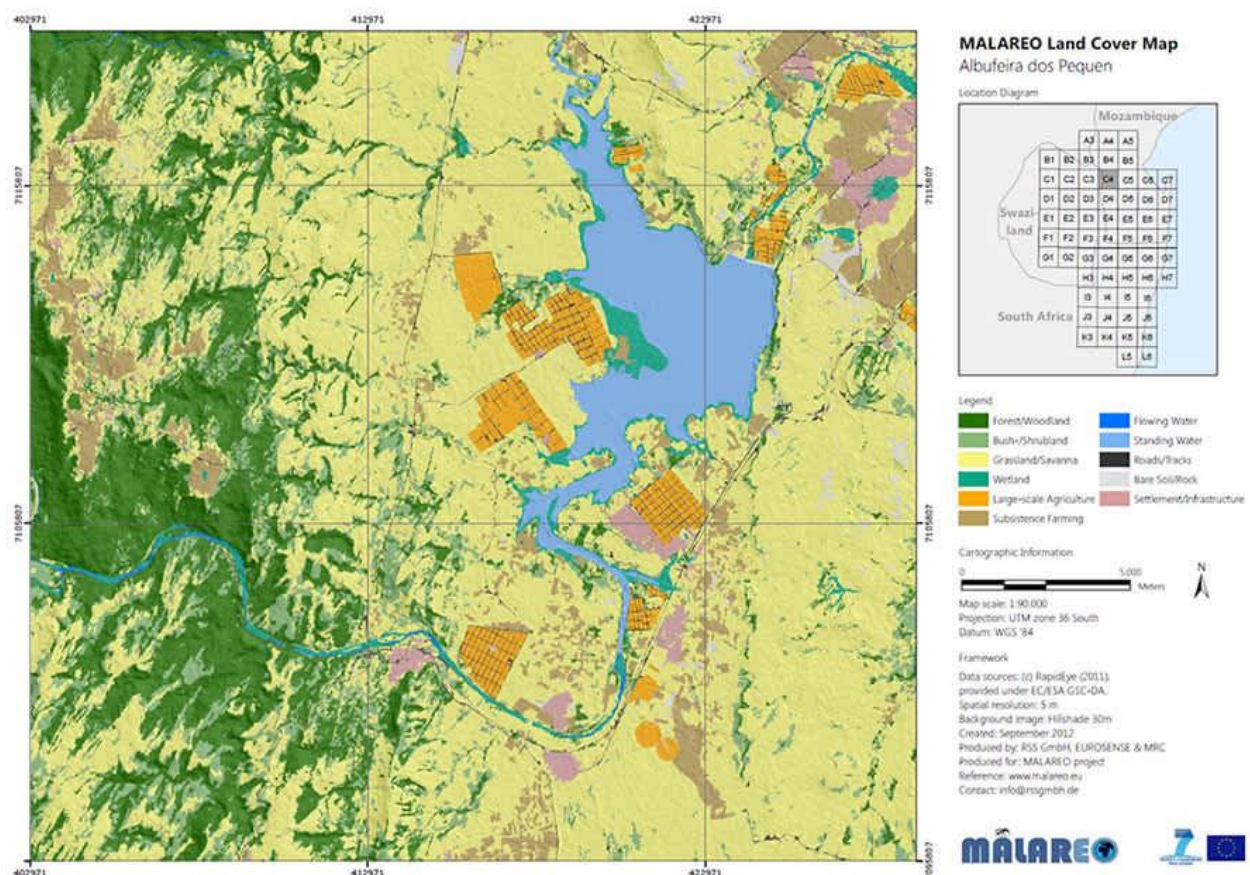 402971
412971
422971
7115807
7105807
7115807
7105807
7095807
402971
412971
422971
MALAREO Land Cover Map
Albufeira dos Pequen
Location Diagram
Mozambique
A3 A4 A5
B1 B2 B3 B4 B5
C1 C2 C3 C4 C5 C6 C7
D1 D2 D3 D4 D5 D6 D7
Swazi-
land
E1 E2 E3 E4 E5 E6 E7
F1 F2 F3 F4 F5 F6 F7
G1 G2 G3 G4 G5 G6 G7
H3 H4 H5 H6 H7
I3 I4 I5 I6
South Africa
J3 J4 J5 J6
K3 K4 K5 K6
L5 L6
Legend
Forest/Woodland
Bush-/Shrubland
Grassland/Savanna
Wetland
Large-scale Agriculture
Subsistence Farming
Flowing Water
Standing Water
Roads/Tracks
Bare Soil/Rock
Settlement/Infrastructure
Cartographic Information
0 5.000
Meters
N
Map scale: 1:90.000
Projection: UTM zone 36 South
Datum: WGS '84
Framework
Data sources: (c) RapidEye (2011),
provided under EC/ESA GSC-DA.
Spatial resolution: 5 m
Background image: Hillshade 30m
Created: September 2012
Produced by: RSS GmbH, EUROSENSE & MRC
Produced for: MALAREO project
Reference: www.malareo.eu
Contact: info@rssgmbh.de
MALAREO